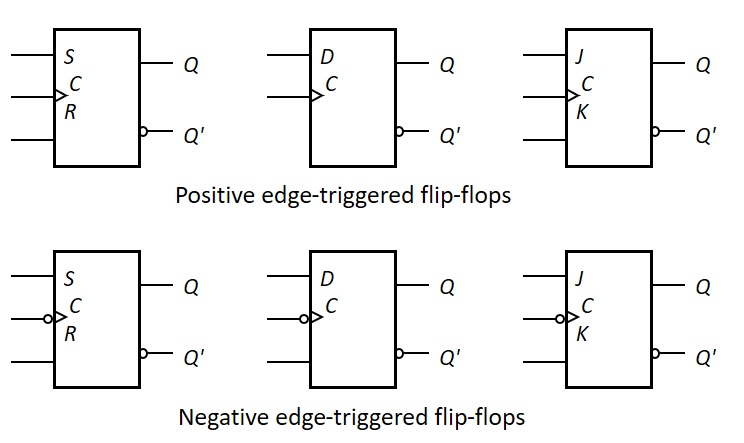 S
C
R
Q
Q'
D
C
Q
Q'
J
C
K
Q
Q'
Positive edge-triggered flip-flops
S
C
R
Q
Q'
D
C
Q
Q'
J
C
K
Q
Q'
Negative edge-triggered flip-flops